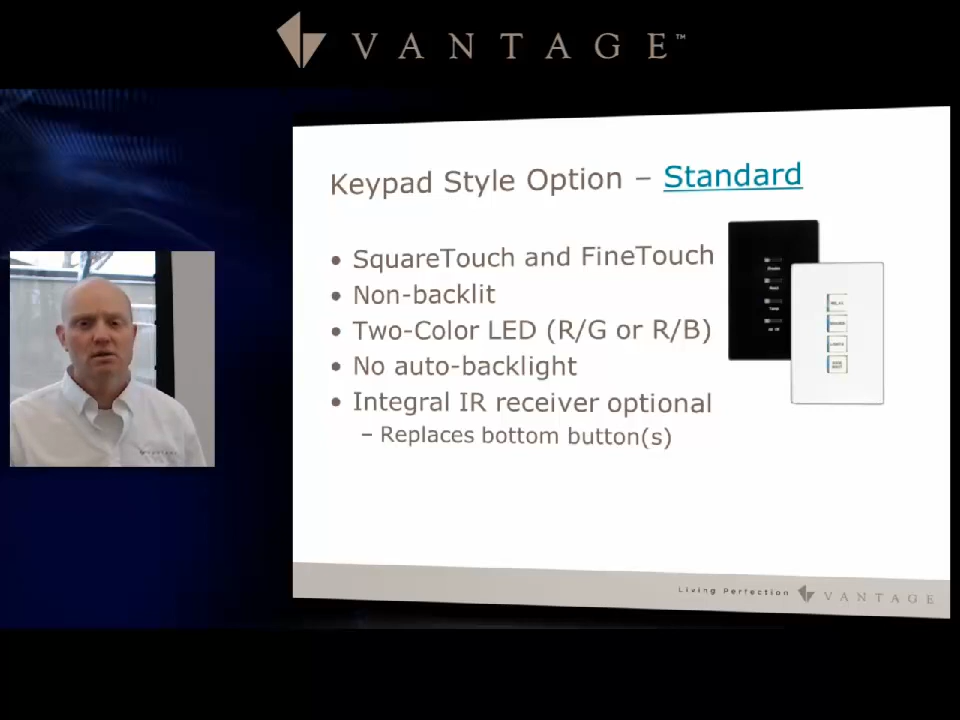 VANTAGE™
Keypad Style Option – Standard
• SquareTouch and FineTouch
• Non-backlit
• Two-Color LED (R/G or R/B)
• No auto-backlight
• Integral IR receiver optional
– Replaces bottom button(s)
Living Perfection VANTAGE